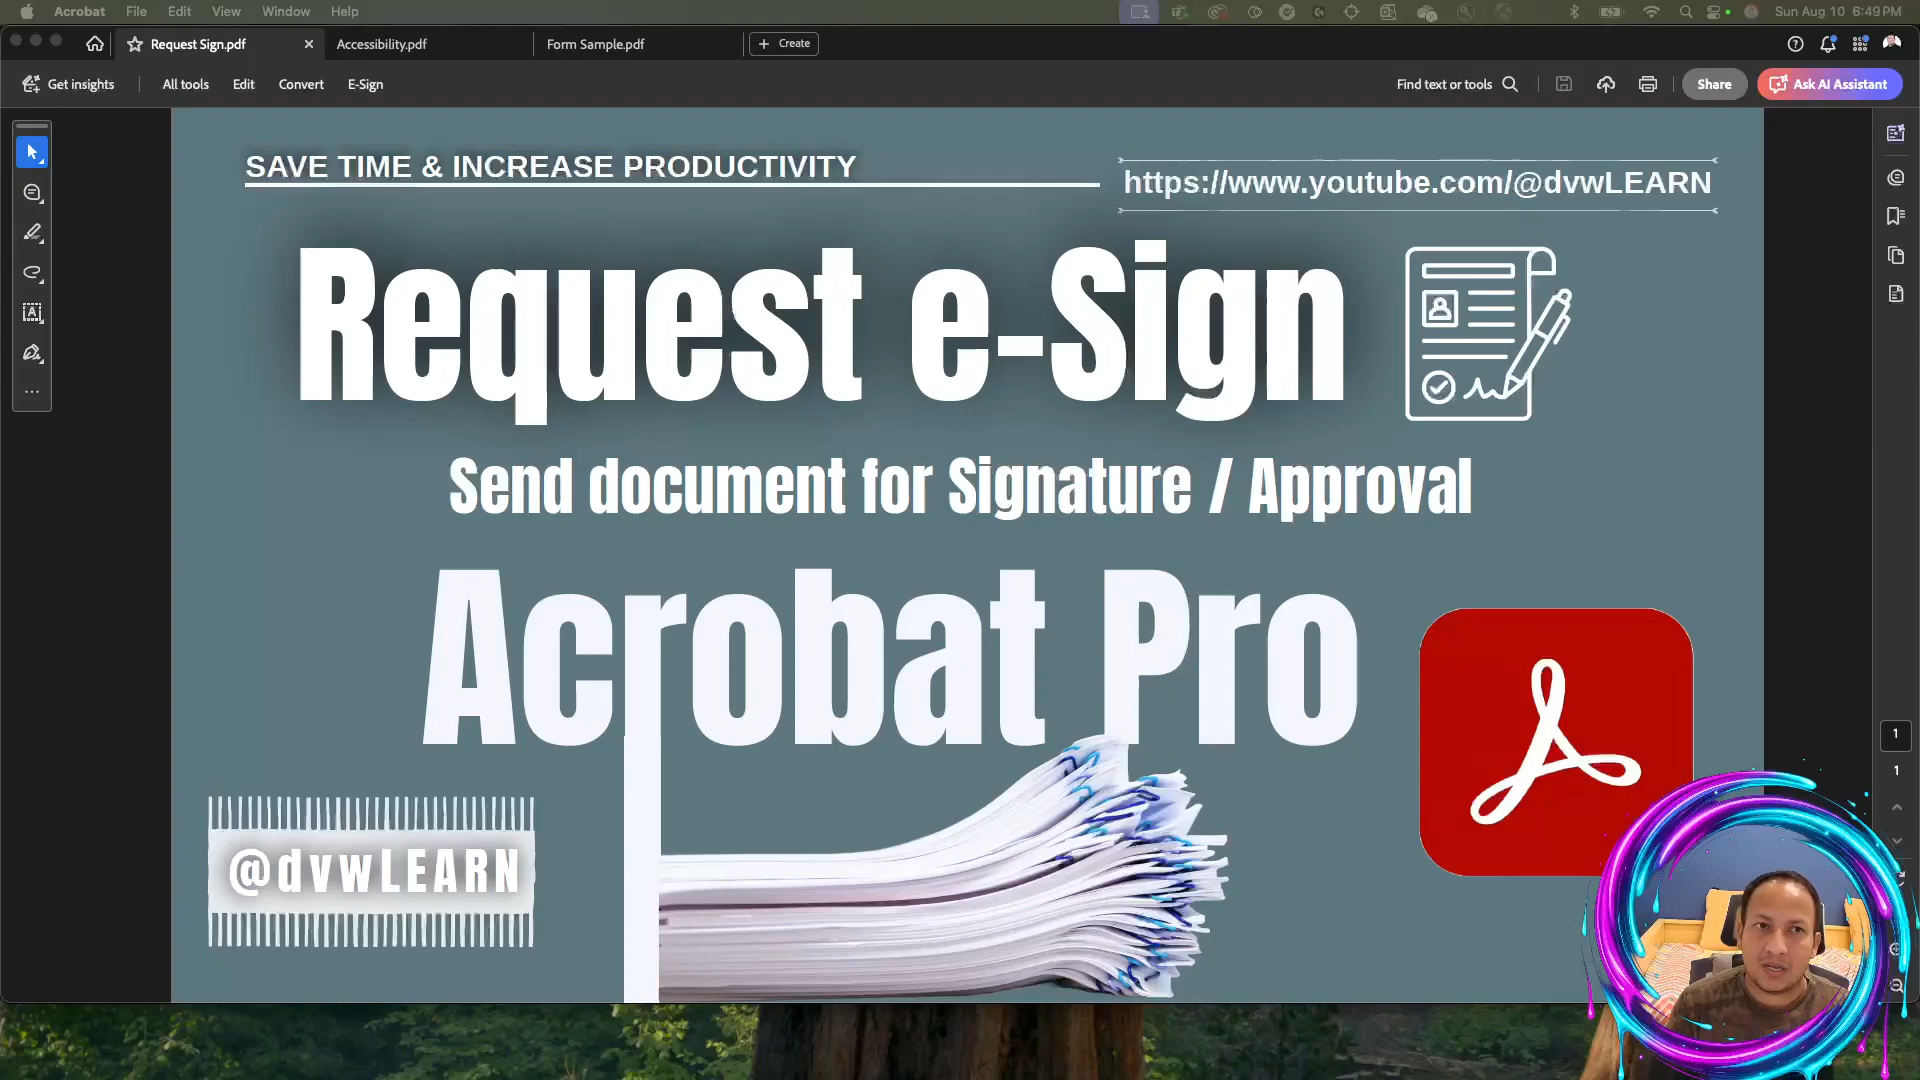 Acrobat File Edit View Window Help
Sun Aug 10 6:49 PM
Request Sign.pdf
Accessibility.pdf
Form Sample.pdf
Create
Get insights
All tools
Edit
Convert
E-Sign
Find text or tools
Share
Ask AI Assistant
SAVE TIME & INCREASE PRODUCTIVITY
https://www.youtube.com/@dvwLEARN
Request e-Sign
Send document for Signature / Approval
Acrobat Pro
@dvwLEARN
1
1